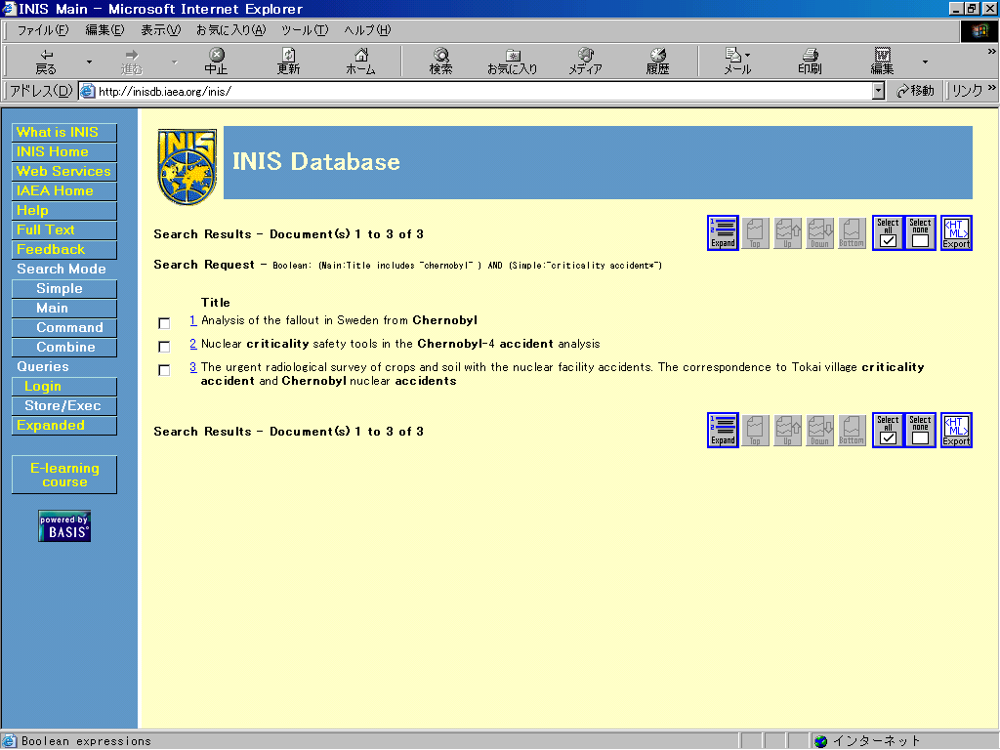 INIS Main - Microsoft Internet Explorer
ファイル(F) 編集(E) 表示(V) お気に入り(A) ツール(T) ヘルプ(H)
戻る 進む 中止 更新 ホーム 検索 お気に入り メディア 履歴 メール 印刷 編集 »
アドレス(D) http://inisdb.iaea.org/inis/ 移動 リンク »
What is INIS
INIS Home
Web Services
IAEA Home
Help
Full Text
Feedback
Search Mode
Simple
Main
Command
Combine
Queries
Login
Store/Exec
Expanded
E-learning
course
powered by
BASIS
INIS
INIS Database
Search Results - Document(s) 1 to 3 of 3
Expand Top Up Down Bottom Select all Select none <HTML> Export
Search Request - Boolean: (Main:Title includes ~chernobyl~ ) AND (Simple:~criticality accident*~)
Title
1 Analysis of the fallout in Sweden from Chernobyl
2 Nuclear criticality safety tools in the Chernobyl-4 accident analysis
3 The urgent radiological survey of crops and soil with the nuclear facility accidents. The correspondence to Tokai village criticality
accident and Chernobyl nuclear accidents
Search Results - Document(s) 1 to 3 of 3
Expand Top Up Down Bottom Select all Select none <HTML> Export
Boolean expressions インターネット